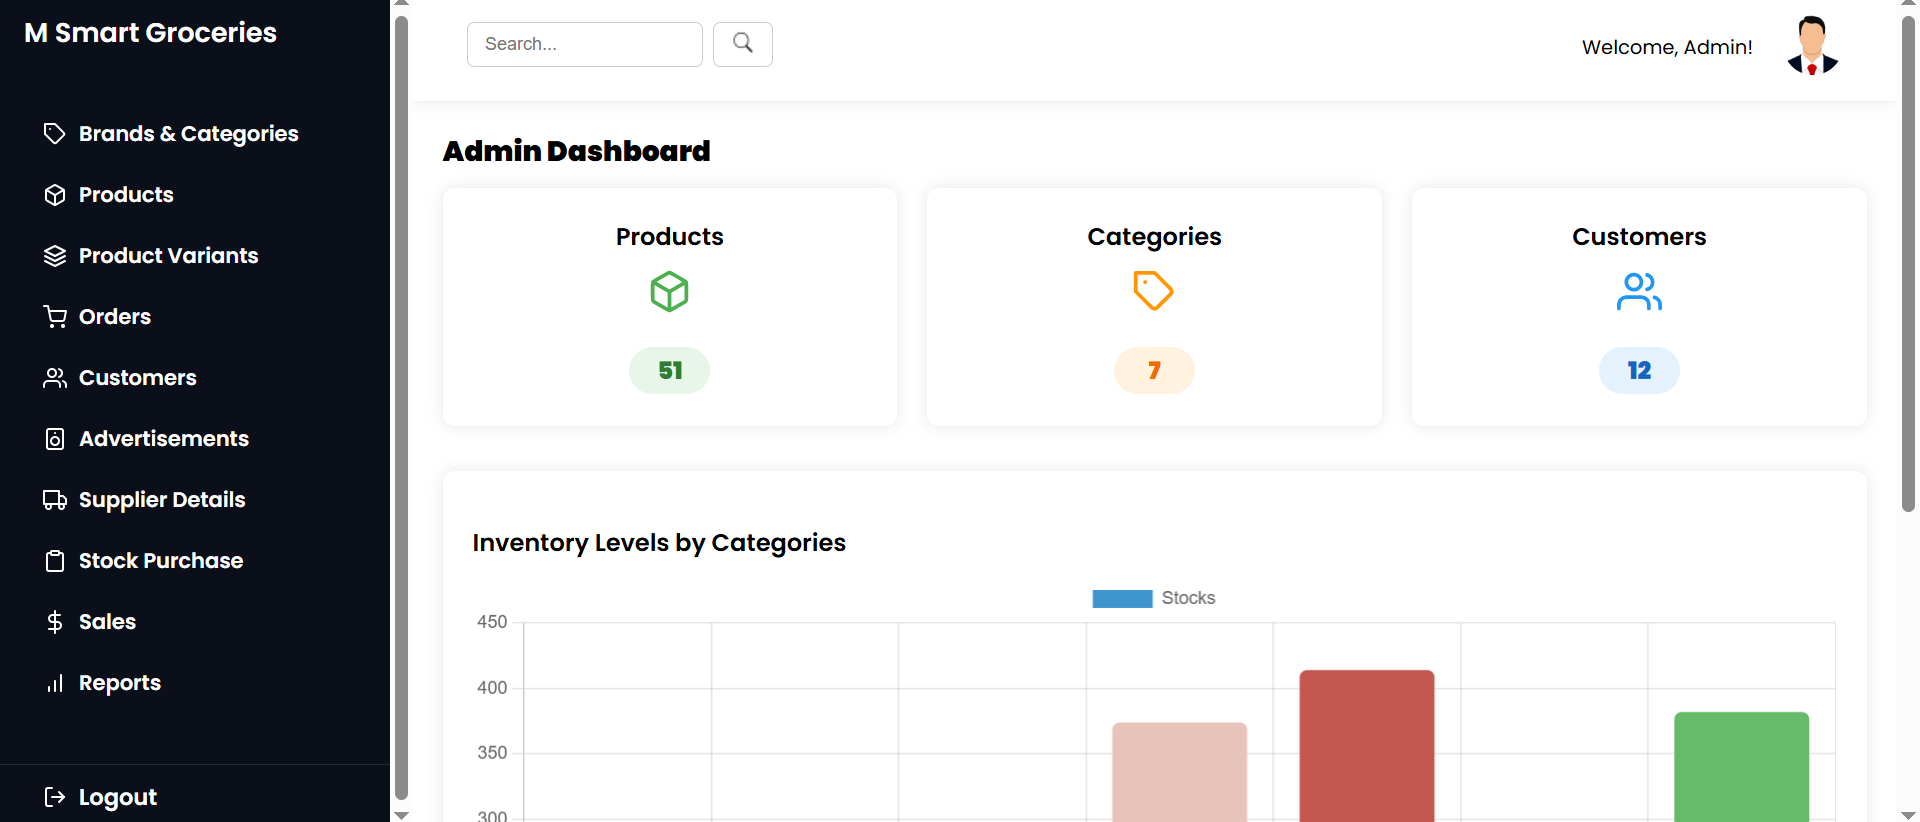 M Smart Groceries
Brands & Categories
Products
Product Variants
Orders
Customers
Advertisements
Supplier Details
Stock Purchase
Sales
Reports
Logout
Search...
Welcome, Admin!
Admin Dashboard
Products
51
Categories
7
Customers
12
Inventory Levels by Categories
Stocks
450
400
350
300